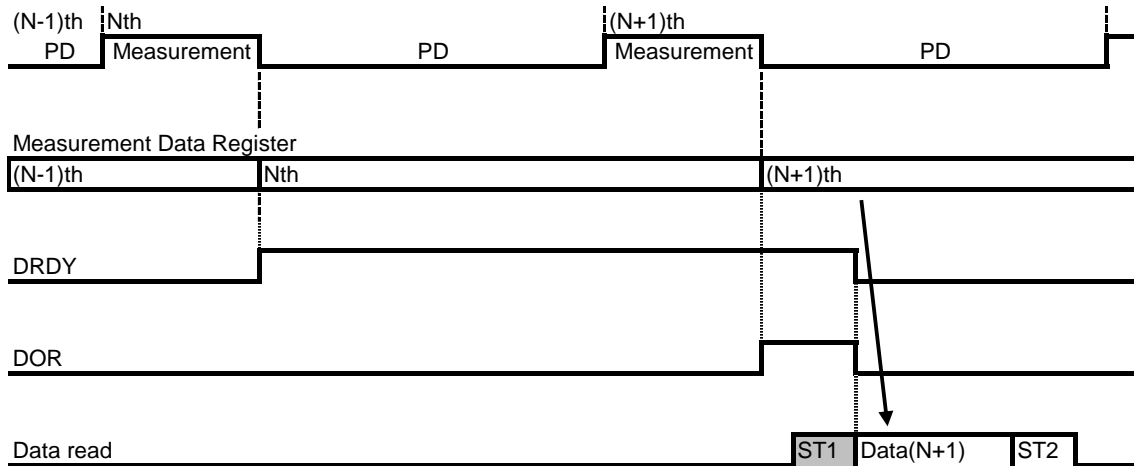 (N-1)th Nth (N+1)th
PD Measurement PD Measurement PD
Measurement Data Register
(N-1)th Nth (N+1)th
DRDY
DOR
Data read ST1 Data(N+1) ST2